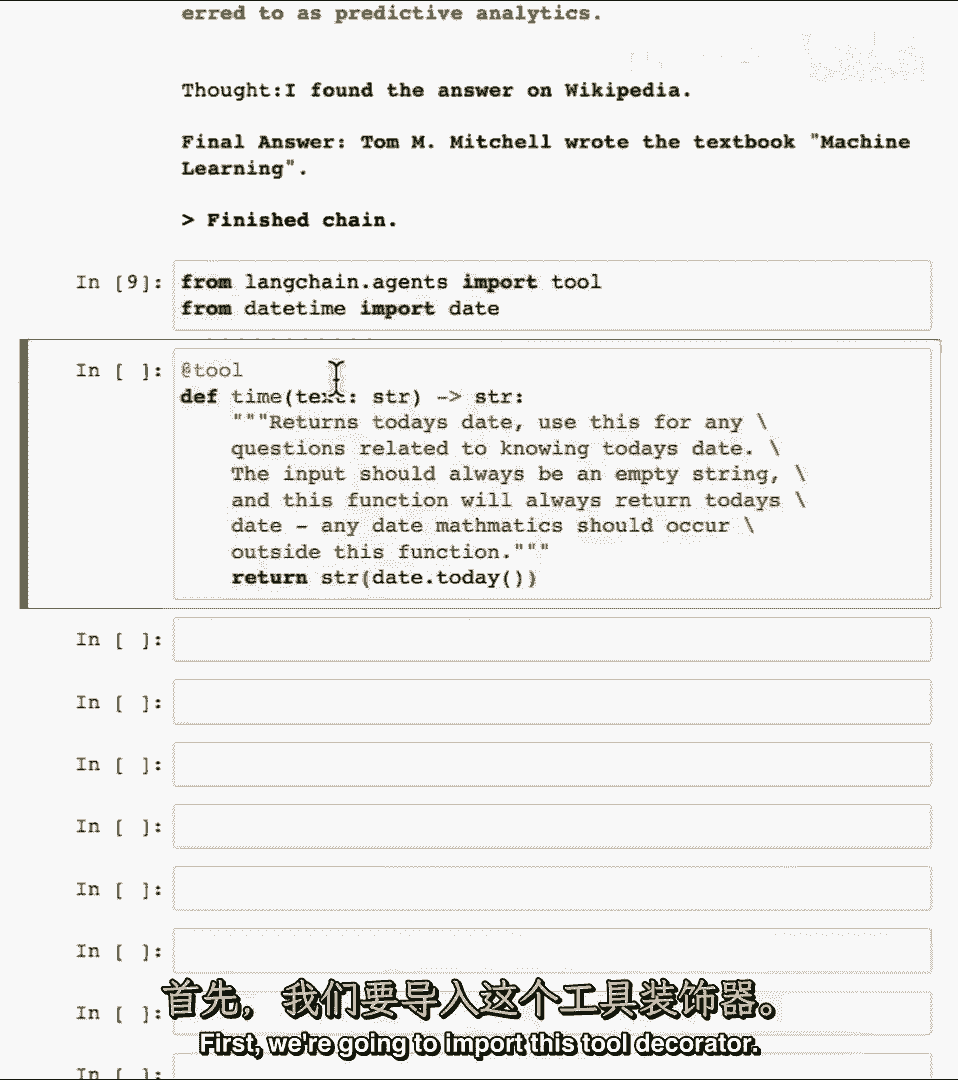 erred to as predictive analytics.
Thought:I found the answer on Wikipedia.
Final Answer: Tom M. Mitchell wrote the textbook "Machine
Learning".
> Finished chain.
In [9]:
from langchain.agents import tool
from datetime import date
In [ ]:
@tool
def time(text: str) -> str:
    """Returns todays date, use this for any \
    questions related to knowing todays date. \
    The input should always be an empty string, \
    and this function will always return todays \
    date - any date mathmatics should occur \
    outside this function."""
    return str(date.today())
In [ ]:
In [ ]:
In [ ]:
In [ ]:
In [ ]:
In [ ]:
In [ ]:
In [ ]:
首先，我们要导入这个工具装饰器。
First, we're going to import this tool decorator.